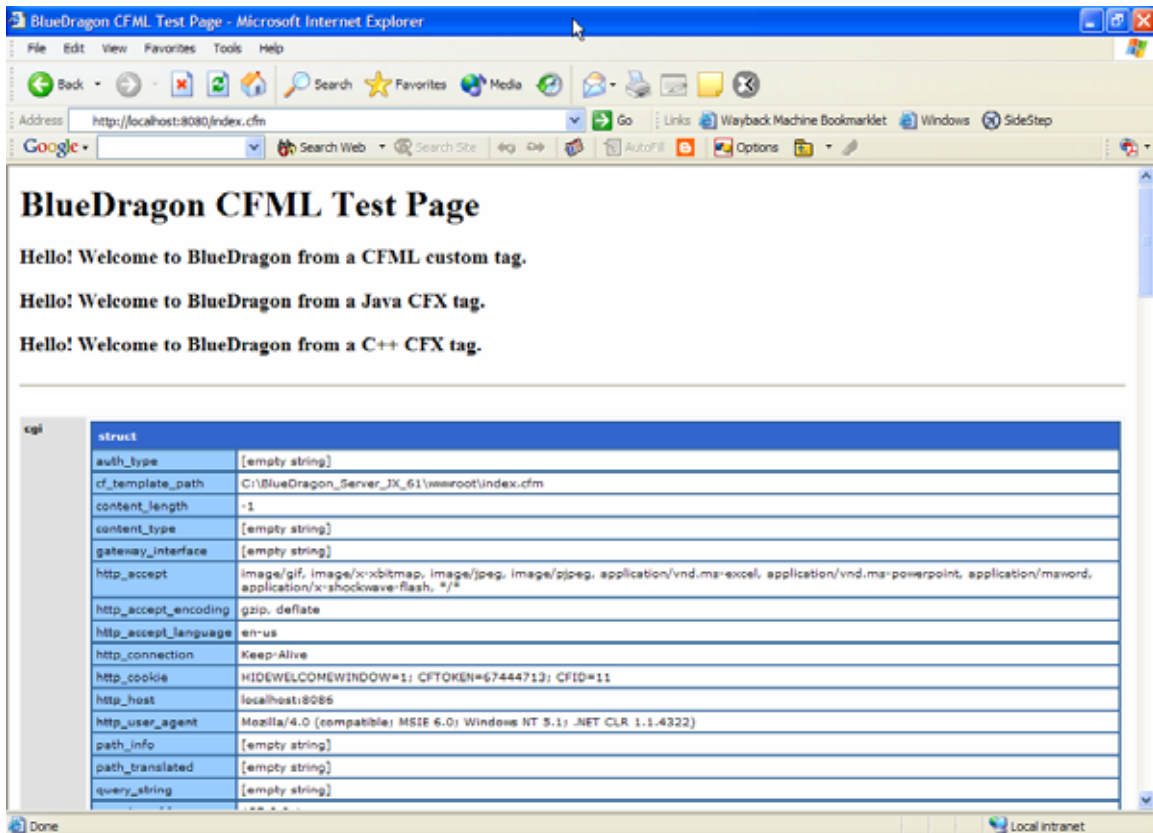 BlueDragon CFML Test Page - Microsoft Internet Explorer
File Edit View Favorites Tools Help
Back Search Favorites Media
Address http://localhost:8080/index.cfm Go Links Wayback Machine Bookmarklet Windows SideStep
Google Search Web Search Site AutoFill Options
BlueDragon CFML Test Page
Hello! Welcome to BlueDragon from a CFML custom tag.
Hello! Welcome to BlueDragon from a Java CFX tag.
Hello! Welcome to BlueDragon from a C++ CFX tag.
cgi
struct
auth_type [empty string]
cf_template_path C:\BlueDragon_Server_JX_61\wwwroot\index.cfm
content_length -1
content_type [empty string]
gateway_interface [empty string]
http_accept image/gif, image/x-xbitmap, image/jpeg, image/pjpeg, application/vnd.ms-excel, application/vnd.ms-powerpoint, application/msword,
application/x-shockwave-flash, */*
http_accept_encoding gzip, deflate
http_accept_language en-us
http_connection Keep-Alive
http_cookie HIDEWELCOMEWINDOW=1; CFTOKEN=67444713; CFID=11
http_host localhost:8086
http_user_agent Mozilla/4.0 (compatible; MSIE 6.0; Windows NT 5.1; .NET CLR 1.1.4322)
path_info [empty string]
path_translated [empty string]
query_string [empty string]
Done Local intranet